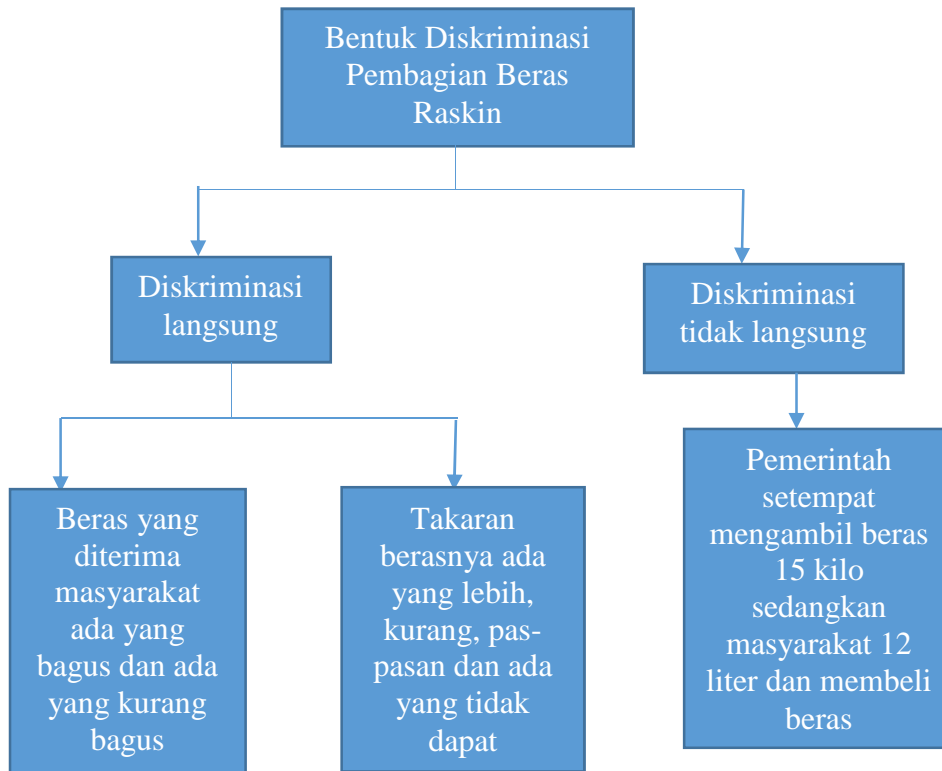 Bentuk Diskriminasi
Pembagian Beras
Raskin
Diskriminasi
langsung
Diskriminasi
tidak langsung
Beras yang
diterima
masyarakat
ada yang
bagus dan ada
yang kurang
bagus
Takaran
berasnya ada
yang lebih,
kurang, pas-
pasan dan ada
yang tidak
dapat
Pemerintah
setempat
mengambil beras
15 kilo
sedangkan
masyarakat 12
liter dan membeli
beras